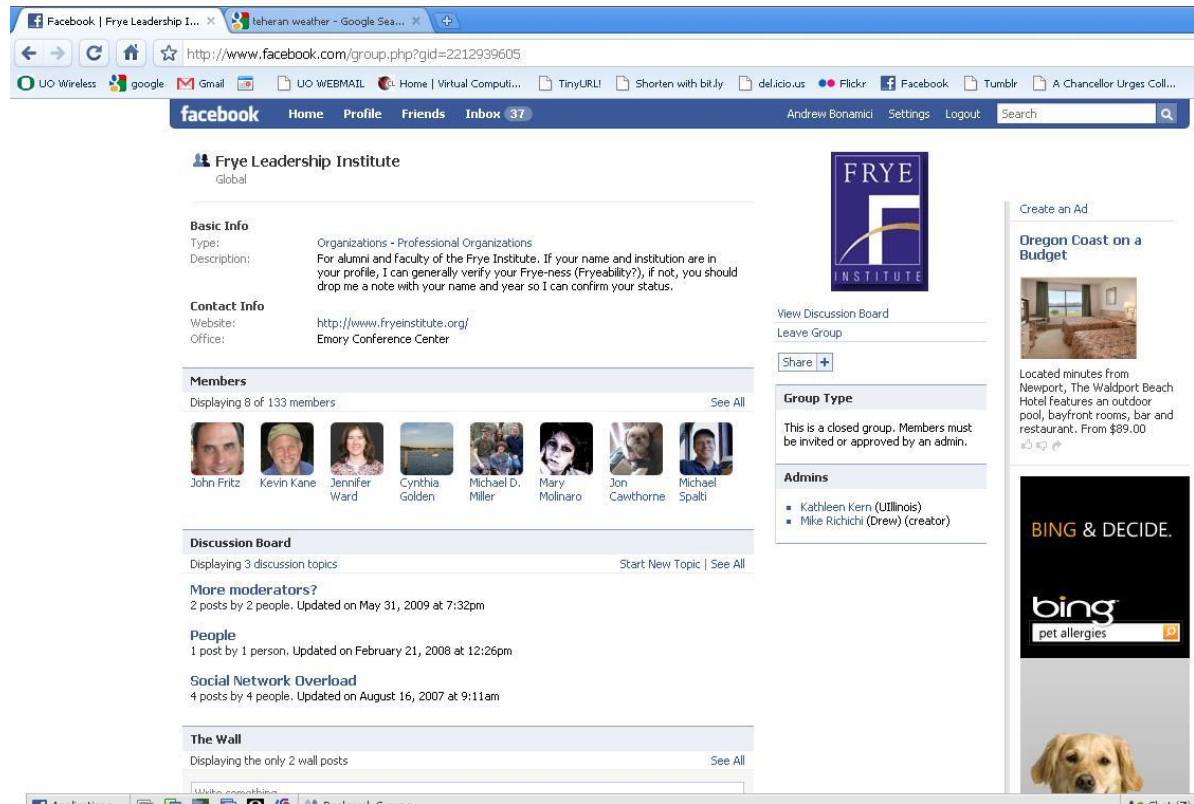 Facebook | Frye Leadership I...
teheran weather - Google Sea...
http://www.facebook.com/group.php?gid=2212939605
UO Wireless google Gmail UO WEBMAIL Home | Virtual Computi... TinyURL! Shorten with bit.ly del.icio.us Flickr Facebook Tumblr A Chancellor Urges Coll...
facebook Home Profile Friends Inbox 37 Andrew Bonamici Settings Logout Search
Frye Leadership Institute
Global
Basic Info
Type: Organizations - Professional Organizations
Description: For alumni and faculty of the Frye Institute. If your name and institution are in
your profile, I can generally verify your Frye-ness (Fryeability?), if not, you should
drop me a note with your name and year so I can confirm your status.
Contact Info
Website: http://www.fryeinstitute.org/
Office: Emory Conference Center
Members
Displaying 8 of 133 members See All
John Fritz
Kevin Kane
Jennifer
Ward
Cynthia
Golden
Michael D.
Miller
Mary
Molinaro
Jon
Cawthorne
Michael
Spalti
Discussion Board
Displaying 3 discussion topics Start New Topic | See All
More moderators?
2 posts by 2 people. Updated on May 31, 2009 at 7:32pm
People
1 post by 1 person. Updated on February 21, 2008 at 12:26pm
Social Network Overload
4 posts by 4 people. Updated on August 16, 2007 at 9:11am
The Wall
Displaying the only 2 wall posts See All
Write something
FRYE
F
INSTITUTE
View Discussion Board
Leave Group
Share +
Group Type
This is a closed group. Members must
be invited or approved by an admin.
Admins
Kathleen Kern (UIllinois)
Mike Richichi (Drew) (creator)
Create an Ad
Oregon Coast on a
Budget
Located minutes from
Newport, The Waldport Beach
Hotel features an outdoor
pool, bayfront rooms, bar and
restaurant. From $89.00
BING & DECIDE.
bing
pet allergies
Applications
Chat (7)